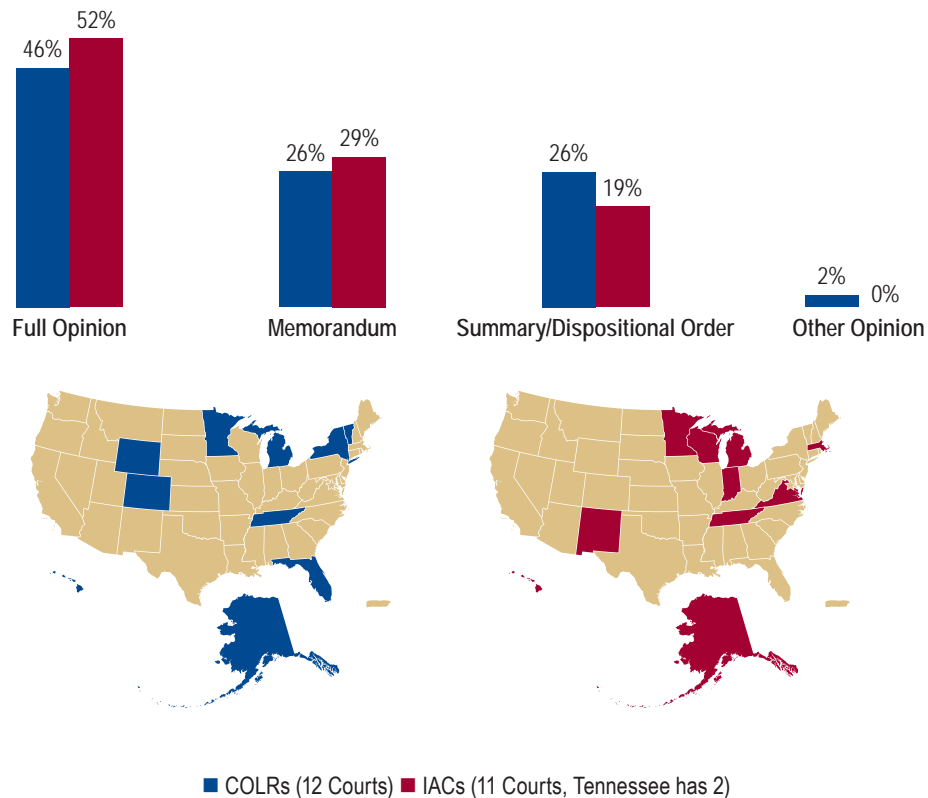 46%
52%
26%
29%
26%
19%
2%
0%
Full Opinion
Memorandum
Summary/Dispositional Order
Other Opinion
COLRs (12 Courts)
IACs (11 Courts, Tennessee has 2)